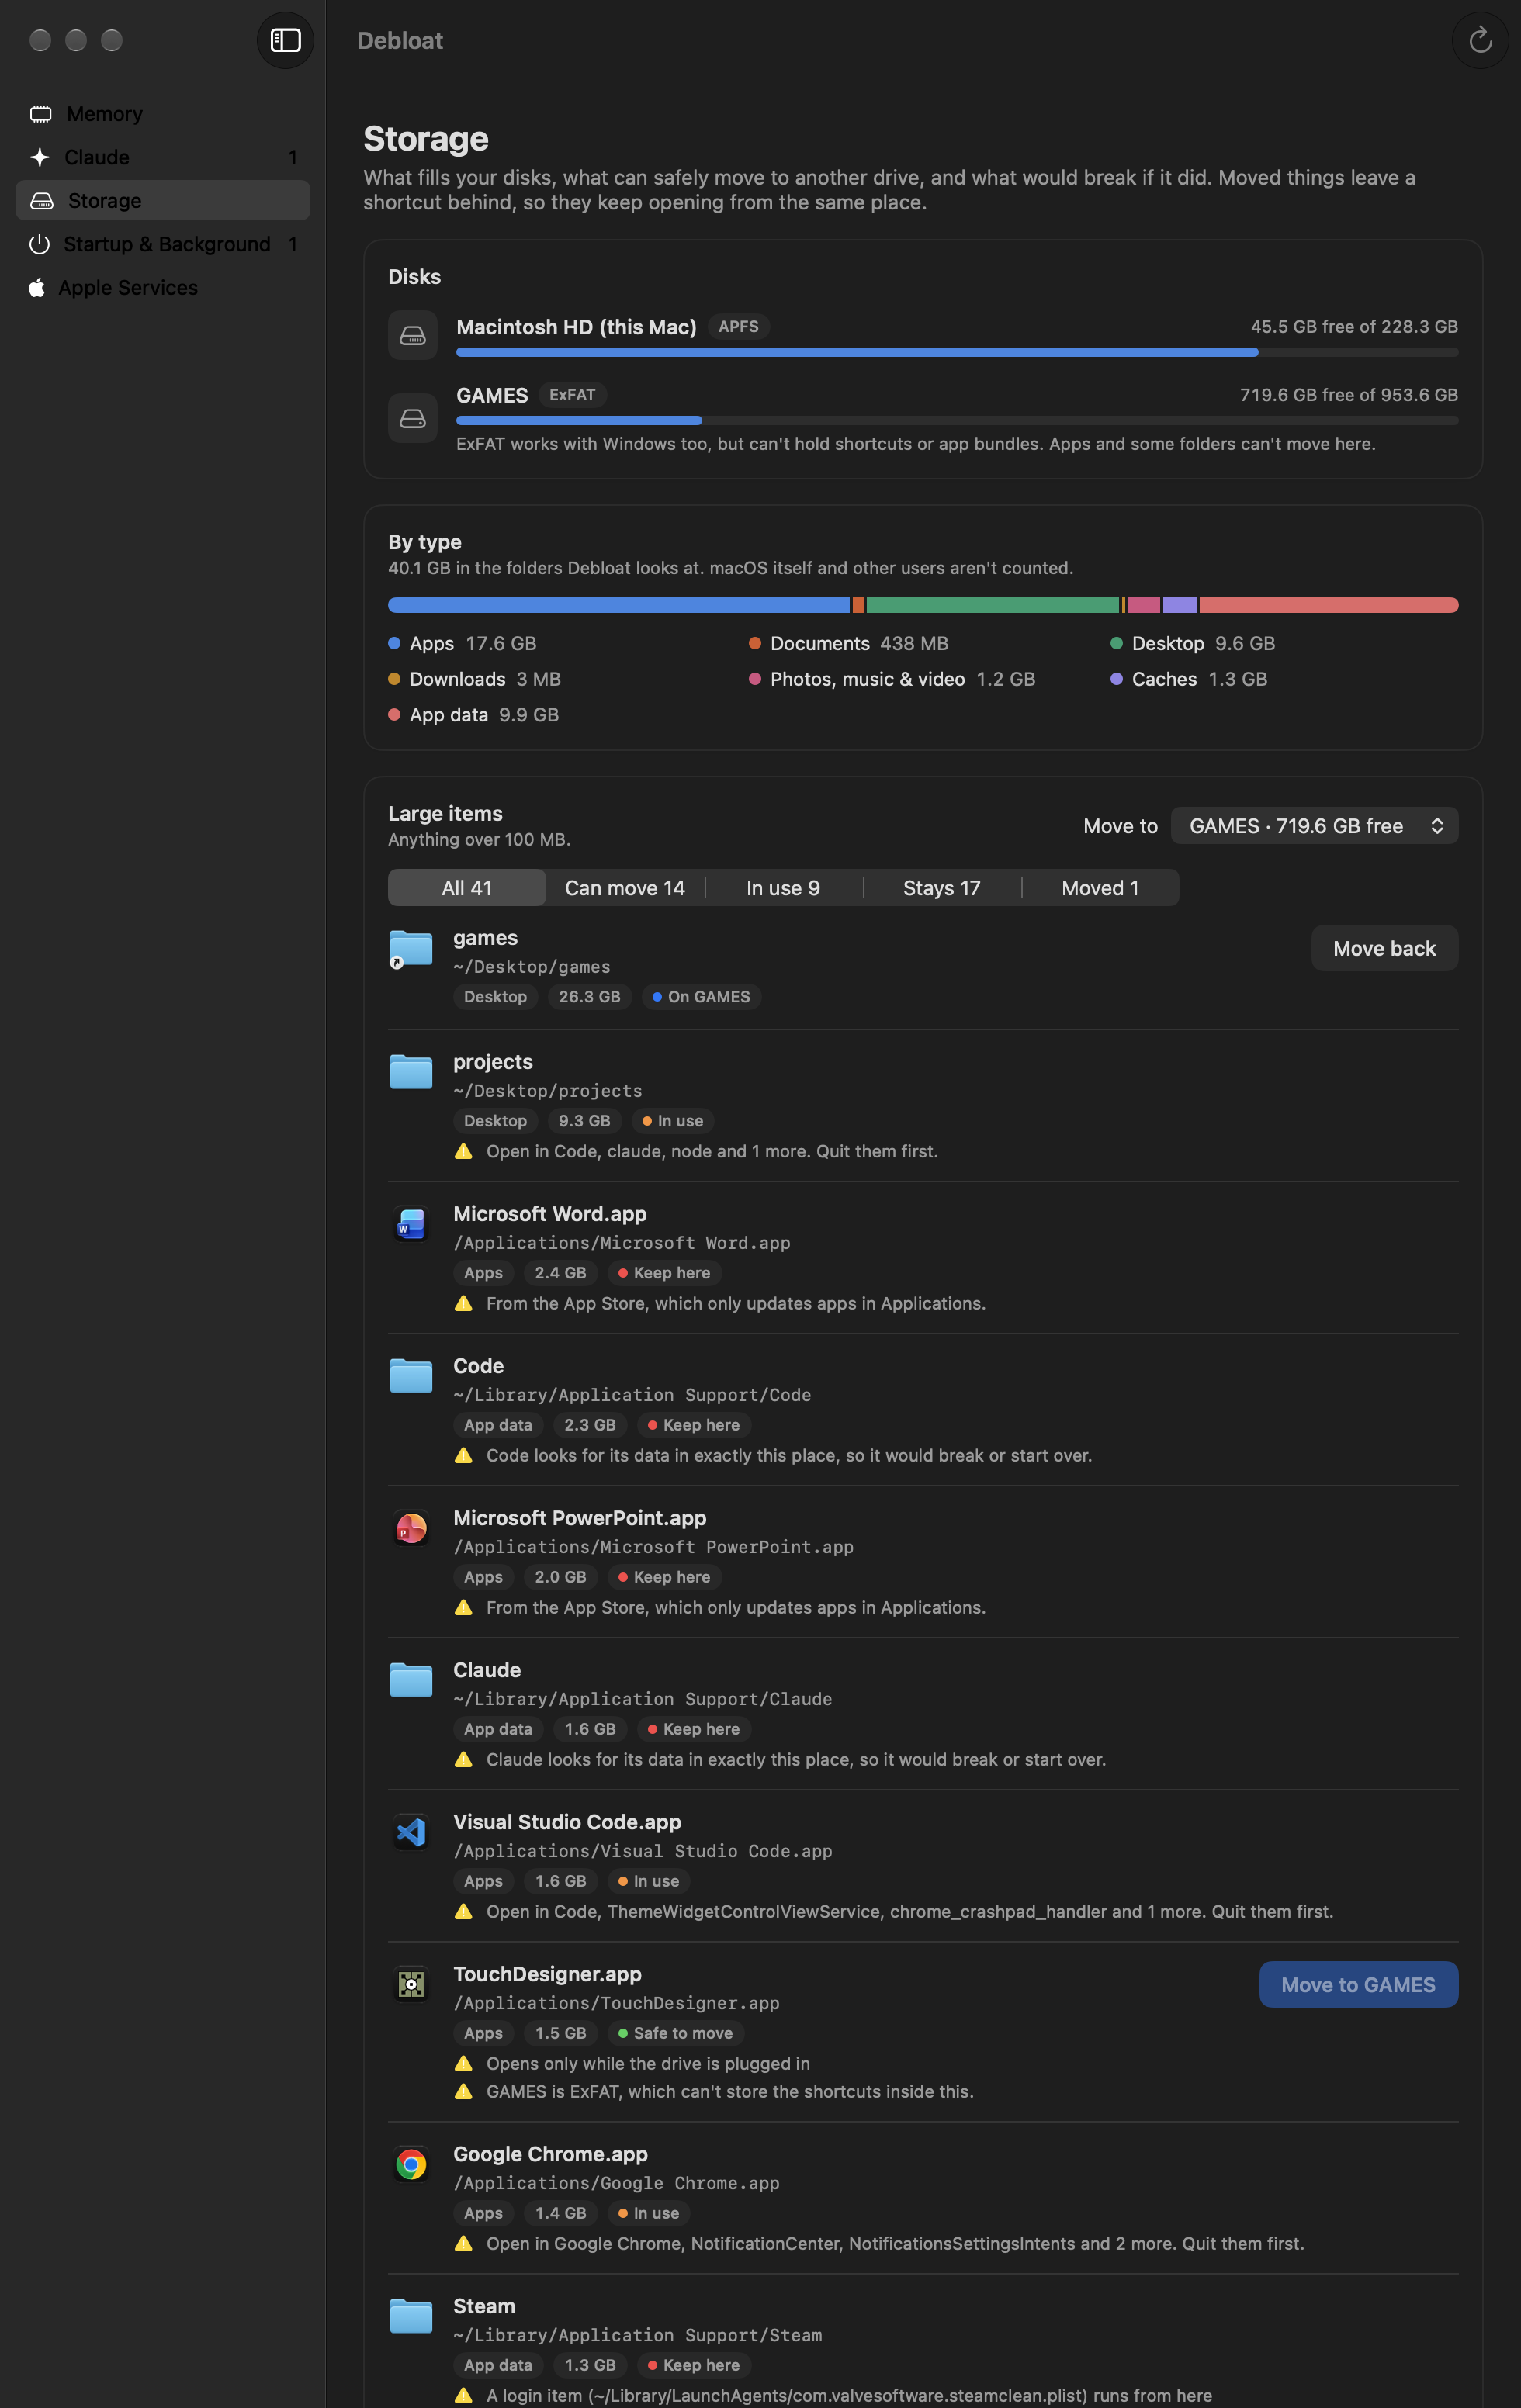 Debloat
Memory
Claude 1
Storage
Startup & Background 1
Apple Services
Storage
What fills your disks, what can safely move to another drive, and what would break if it did. Moved things leave a
shortcut behind, so they keep opening from the same place.
Disks
Macintosh HD (this Mac) APFS 45.5 GB free of 228.3 GB
GAMES ExFAT 719.6 GB free of 953.6 GB
ExFAT works with Windows too, but can't hold shortcuts or app bundles. Apps and some folders can't move here.
By type
40.1 GB in the folders Debloat looks at. macOS itself and other users aren't counted.
Apps 17.6 GB Documents 438 MB Desktop 9.6 GB
Downloads 3 MB Photos, music & video 1.2 GB Caches 1.3 GB
App data 9.9 GB
Large items
Anything over 100 MB.
Move to GAMES · 719.6 GB free
All 41 Can move 14 In use 9 Stays 17 Moved 1
games
~/Desktop/games
Desktop 26.3 GB On GAMES
Move back
projects
~/Desktop/projects
Desktop 9.3 GB In use
Open in Code, claude, node and 1 more. Quit them first.
Microsoft Word.app
/Applications/Microsoft Word.app
Apps 2.4 GB Keep here
From the App Store, which only updates apps in Applications.
Code
~/Library/Application Support/Code
App data 2.3 GB Keep here
Code looks for its data in exactly this place, so it would break or start over.
Microsoft PowerPoint.app
/Applications/Microsoft PowerPoint.app
Apps 2.0 GB Keep here
From the App Store, which only updates apps in Applications.
Claude
~/Library/Application Support/Claude
App data 1.6 GB Keep here
Claude looks for its data in exactly this place, so it would break or start over.
Visual Studio Code.app
/Applications/Visual Studio Code.app
Apps 1.6 GB In use
Open in Code, ThemeWidgetControlViewService, chrome_crashpad_handler and 1 more. Quit them first.
TouchDesigner.app
/Applications/TouchDesigner.app
Apps 1.5 GB Safe to move
Opens only while the drive is plugged in
GAMES is ExFAT, which can't store the shortcuts inside this.
Move to GAMES
Google Chrome.app
/Applications/Google Chrome.app
Apps 1.4 GB In use
Open in Google Chrome, NotificationCenter, NotificationsSettingsIntents and 2 more. Quit them first.
Steam
~/Library/Application Support/Steam
App data 1.3 GB Keep here
A login item (~/Library/LaunchAgents/com.valvesoftware.steamclean.plist) runs from here